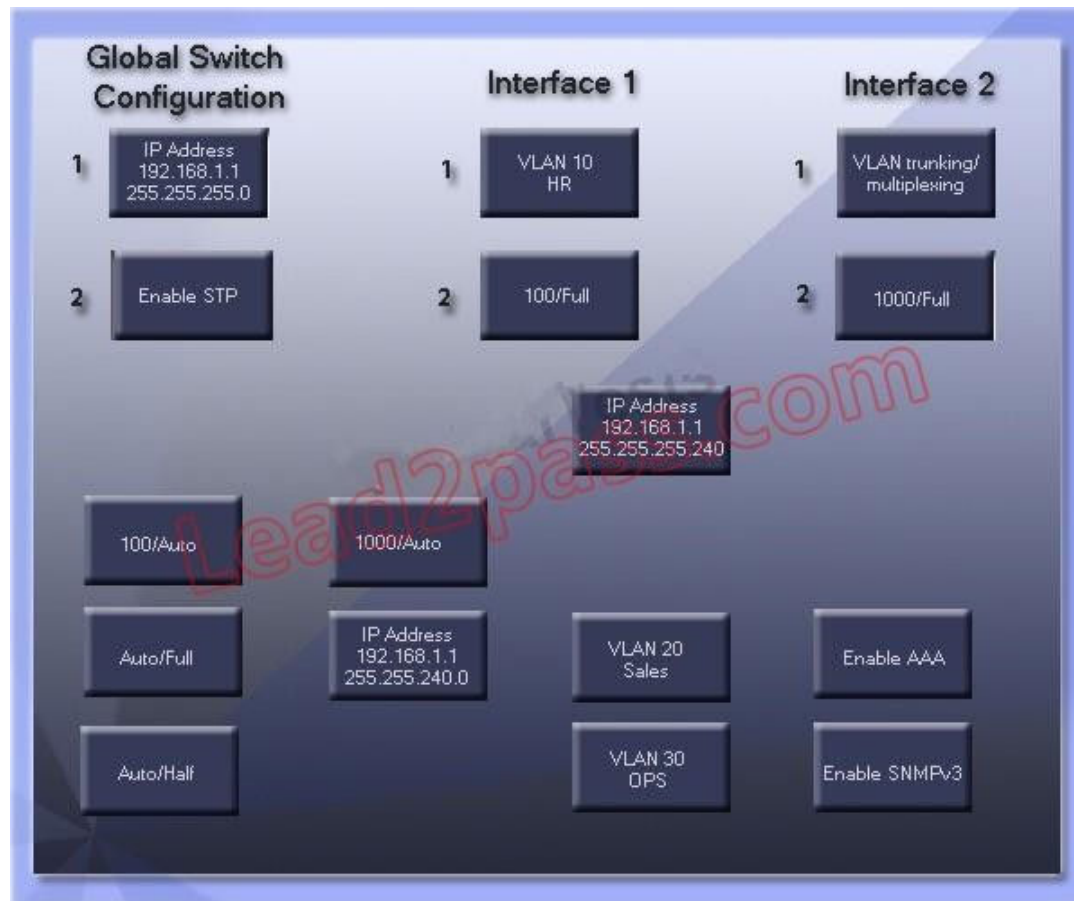 Global Switch
Configuration
Interface 1
Interface 2
1
IP Address
192.168.1.1
255.255.255.0
1
VLAN 10
HR
1
VLAN trunking/
multiplexing
2
Enable STP
2
100/Full
2
1000/Full
IP Address
192.168.1.1
255.255.255.240
Lead2pass.com
100/Auto
1000/Auto
Auto/Full
IP Address
192.168.1.1
255.255.240.0
VLAN 20
Sales
Enable AAA
Auto/Half
VLAN 30
OPS
Enable SNMPv3